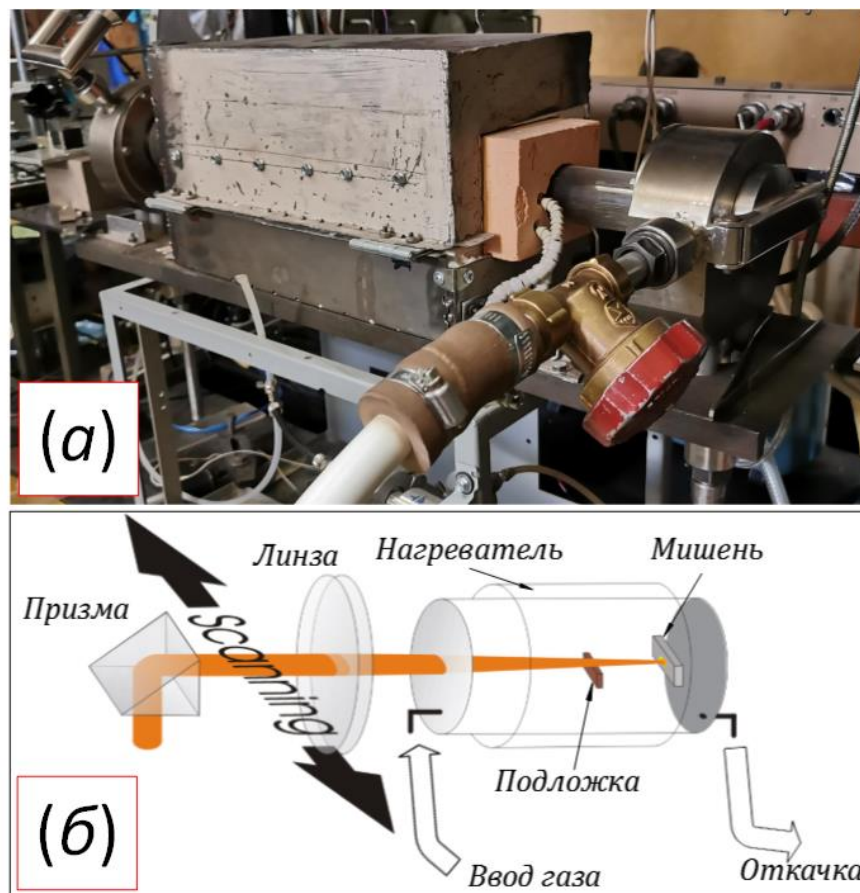 (а)
Линза
Нагреватель
Мишень
Призма
Scanning
Подложка
(б)
Ввод газа
Откачка